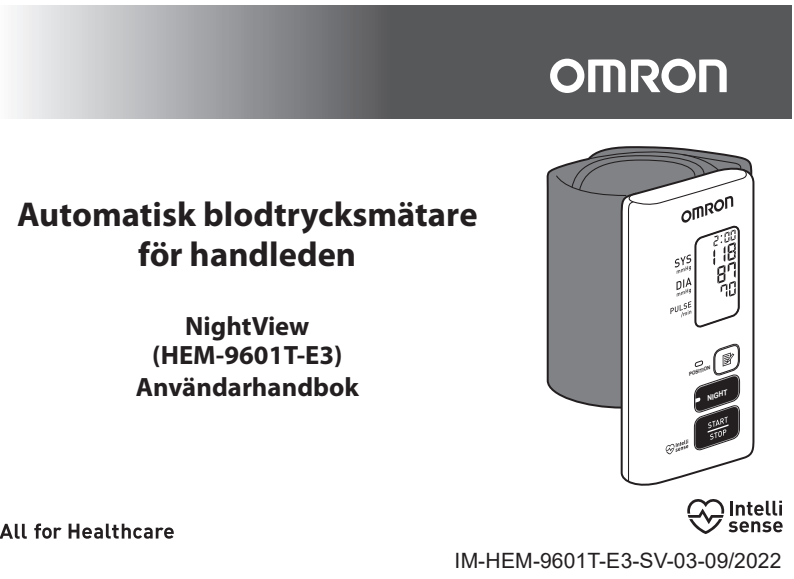 OMRON
Automatisk blodtrycksmätare
för handleden
NightView
(HEM-9601T-E3)
Användarhandbok
OMRON
2:00
SYS
mmHg
118
DIA
mmHg
87
PULSE
/min
70
POSITION
NIGHT
START
STOP
Intelli
sense
All for Healthcare
Intelli
sense
IM-HEM-9601T-E3-SV-03-09/2022